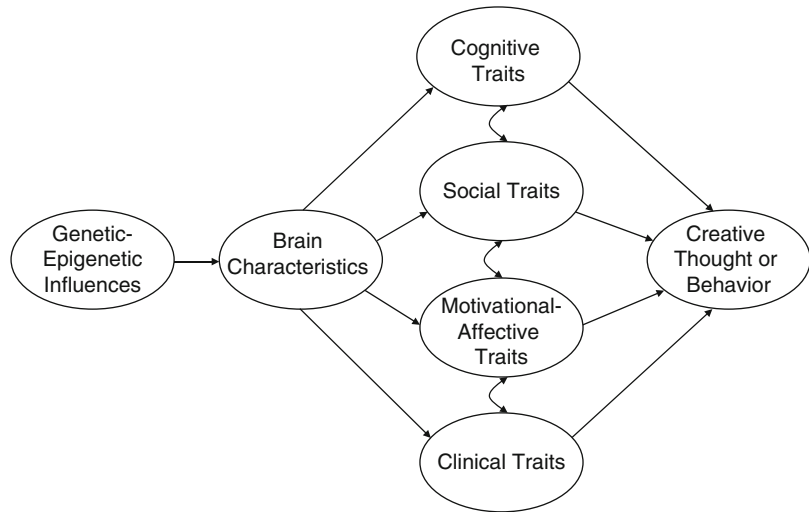 Cognitive
Traits
Social Traits
Genetic-
Epigenetic
Influences
Brain
Characteristics
Creative
Thought or
Behavior
Motivational-
Affective
Traits
Clinical Traits